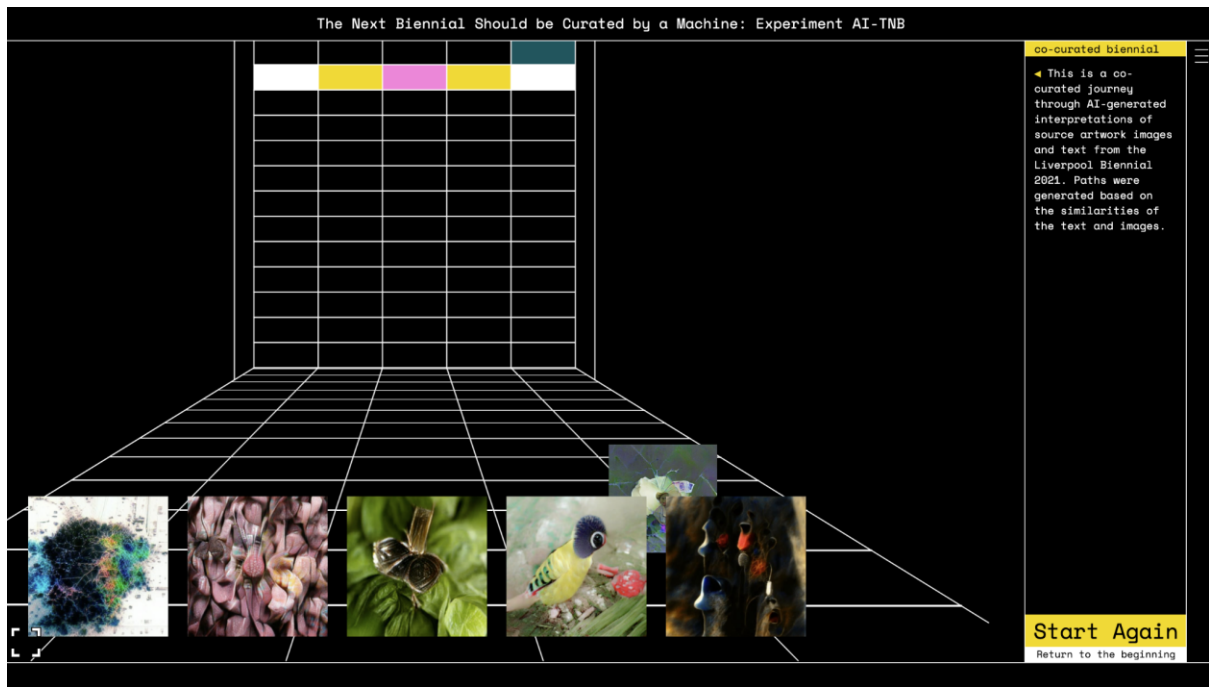 The Next Biennial Should be Curated by a Machine: Experiment AI-TNB
co-curated biennial
◄ This is a co-
curated journey
through AI-generated
interpretations of
source artwork images
and text from the
Liverpool Biennial
2021. Paths were
generated based on
the similarities of
the text and images.
Start Again
Return to the beginning